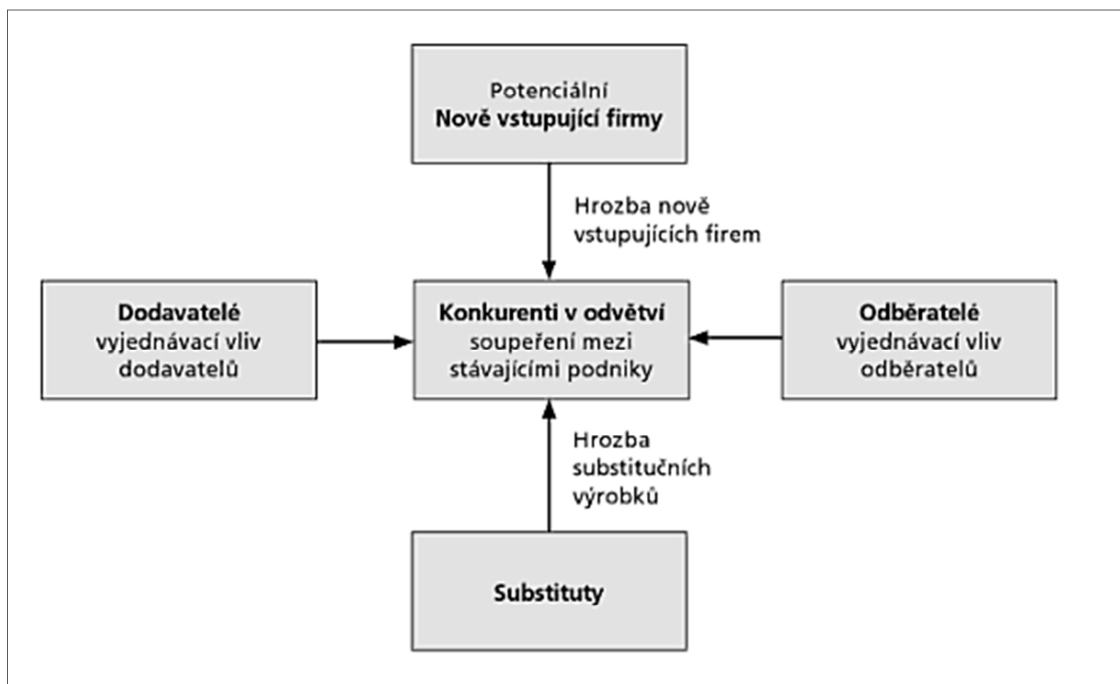 Potenciální
Nově vstupující firmy
Hrozba nově
vstupujících firem
Dodavatelé
vyjednávací vliv
dodavatelů
Konkurenti v odvětví
soupeření mezi
stávajícími podniky
Odběratelé
vyjednávací vliv
odběratelů
Hrozba
substitučních
výrobků
Substituty